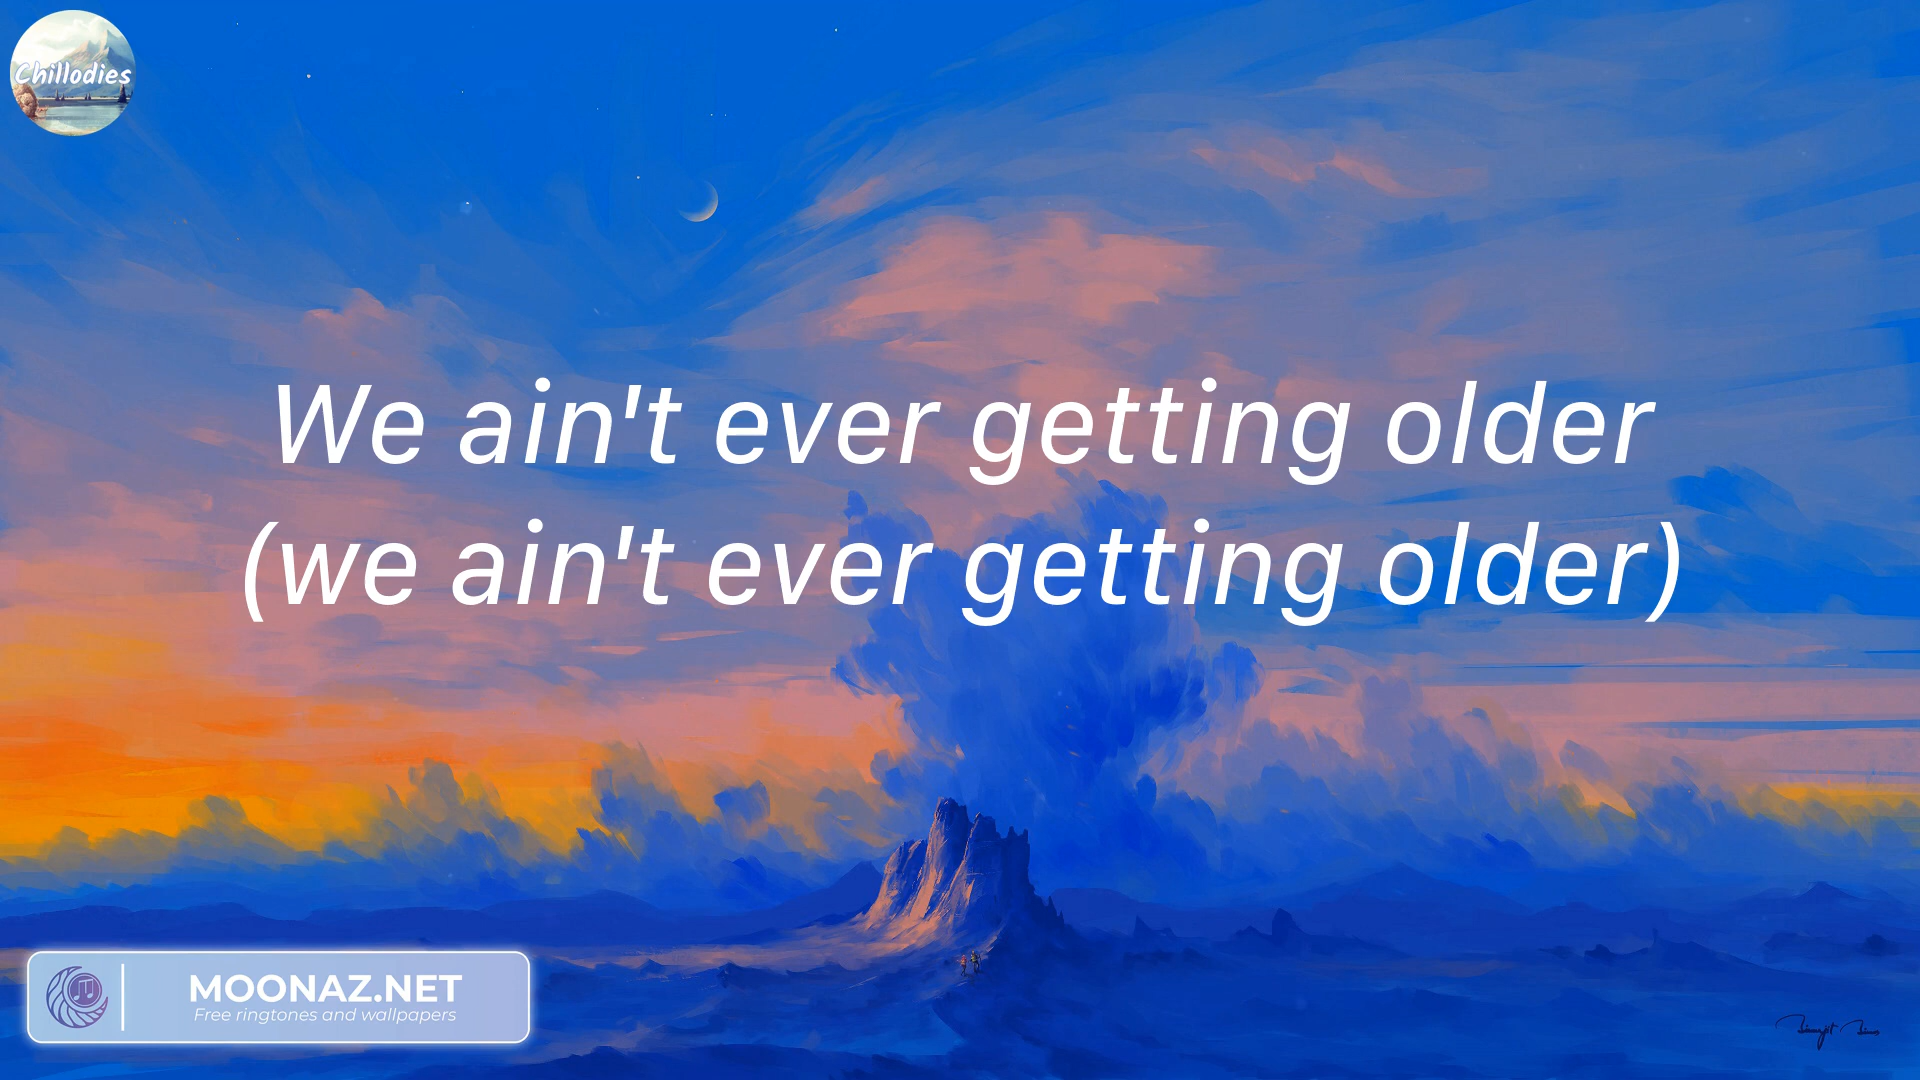 Chillodies
We ain't ever getting older
(we ain't ever getting older)
MOONAZ.NET
Free ringtones and wallpapers